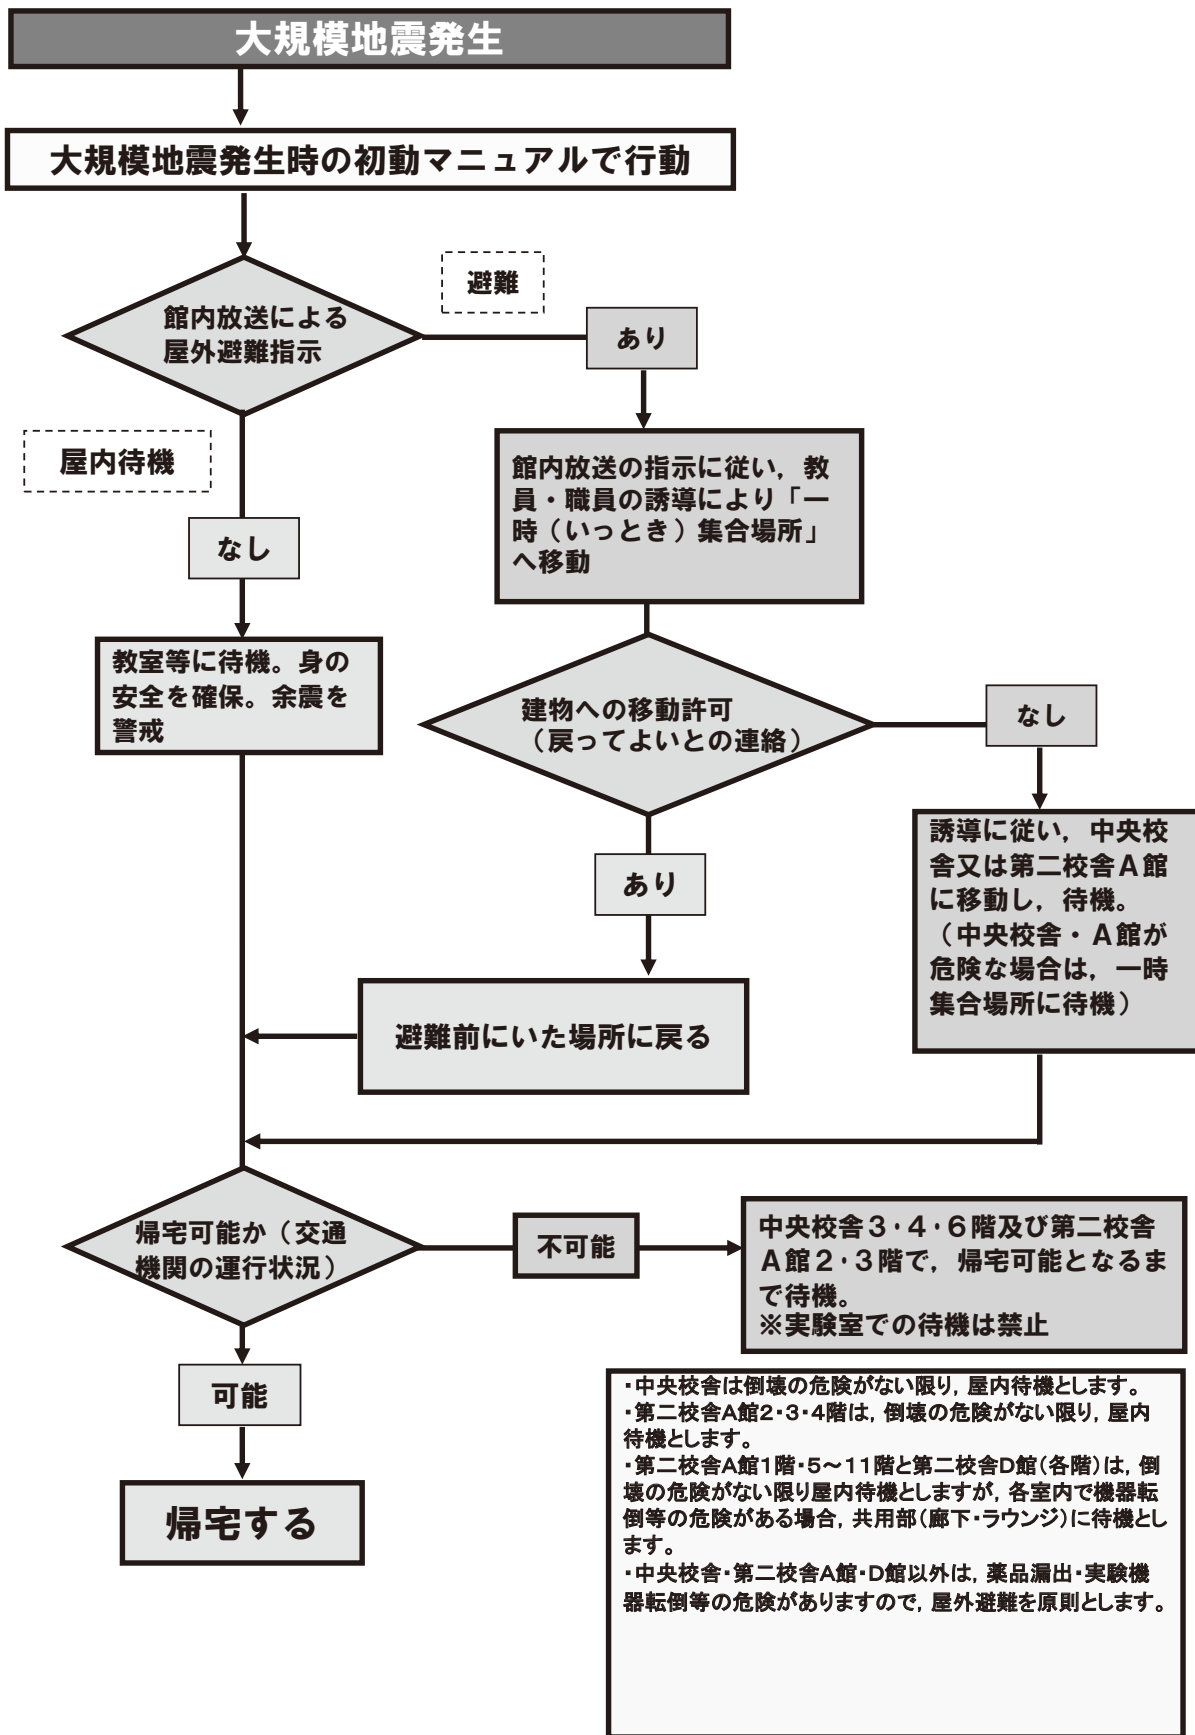 大規模地震発生
大規模地震発生時の初動マニュアルで行動
避難
館内放送による
屋外避難指示
あり
屋内待機
なし
館内放送の指示に従い，教
員・職員の誘導により「一
時（いっとき）集合場所」
へ移動
教室等に待機。身の
安全を確保。余震を
警戒
建物への移動許可
（戻ってよいとの連絡）
なし
あり
誘導に従い，中央校
舎又は第二校舎Ａ館
に移動し，待機。
（中央校舎・Ａ館が
危険な場合は，一時
集合場所に待機）
避難前にいた場所に戻る
帰宅可能か（交通
機関の運行状況）
不可能
中央校舎３・４・６階及び第二校舎
Ａ館２・３階で，帰宅可能となるま
で待機。
※実験室での待機は禁止
可能
帰宅する
・中央校舎は倒壊の危険がない限り，屋内待機とします。
・第二校舎A館2・3・4階は，倒壊の危険がない限り，屋内
待機とします。
・第二校舎A館1階・5～11階と第二校舎D館（各階）は，倒
壊の危険がない限り屋内待機としますが，各室内で機器転
倒等の危険がある場合，共用部（廊下・ラウンジ）に待機とし
ます。
・中央校舎・第二校舎A館・D館以外は，薬品漏出・実験機
器転倒等の危険がありますので，屋外避難を原則とします。